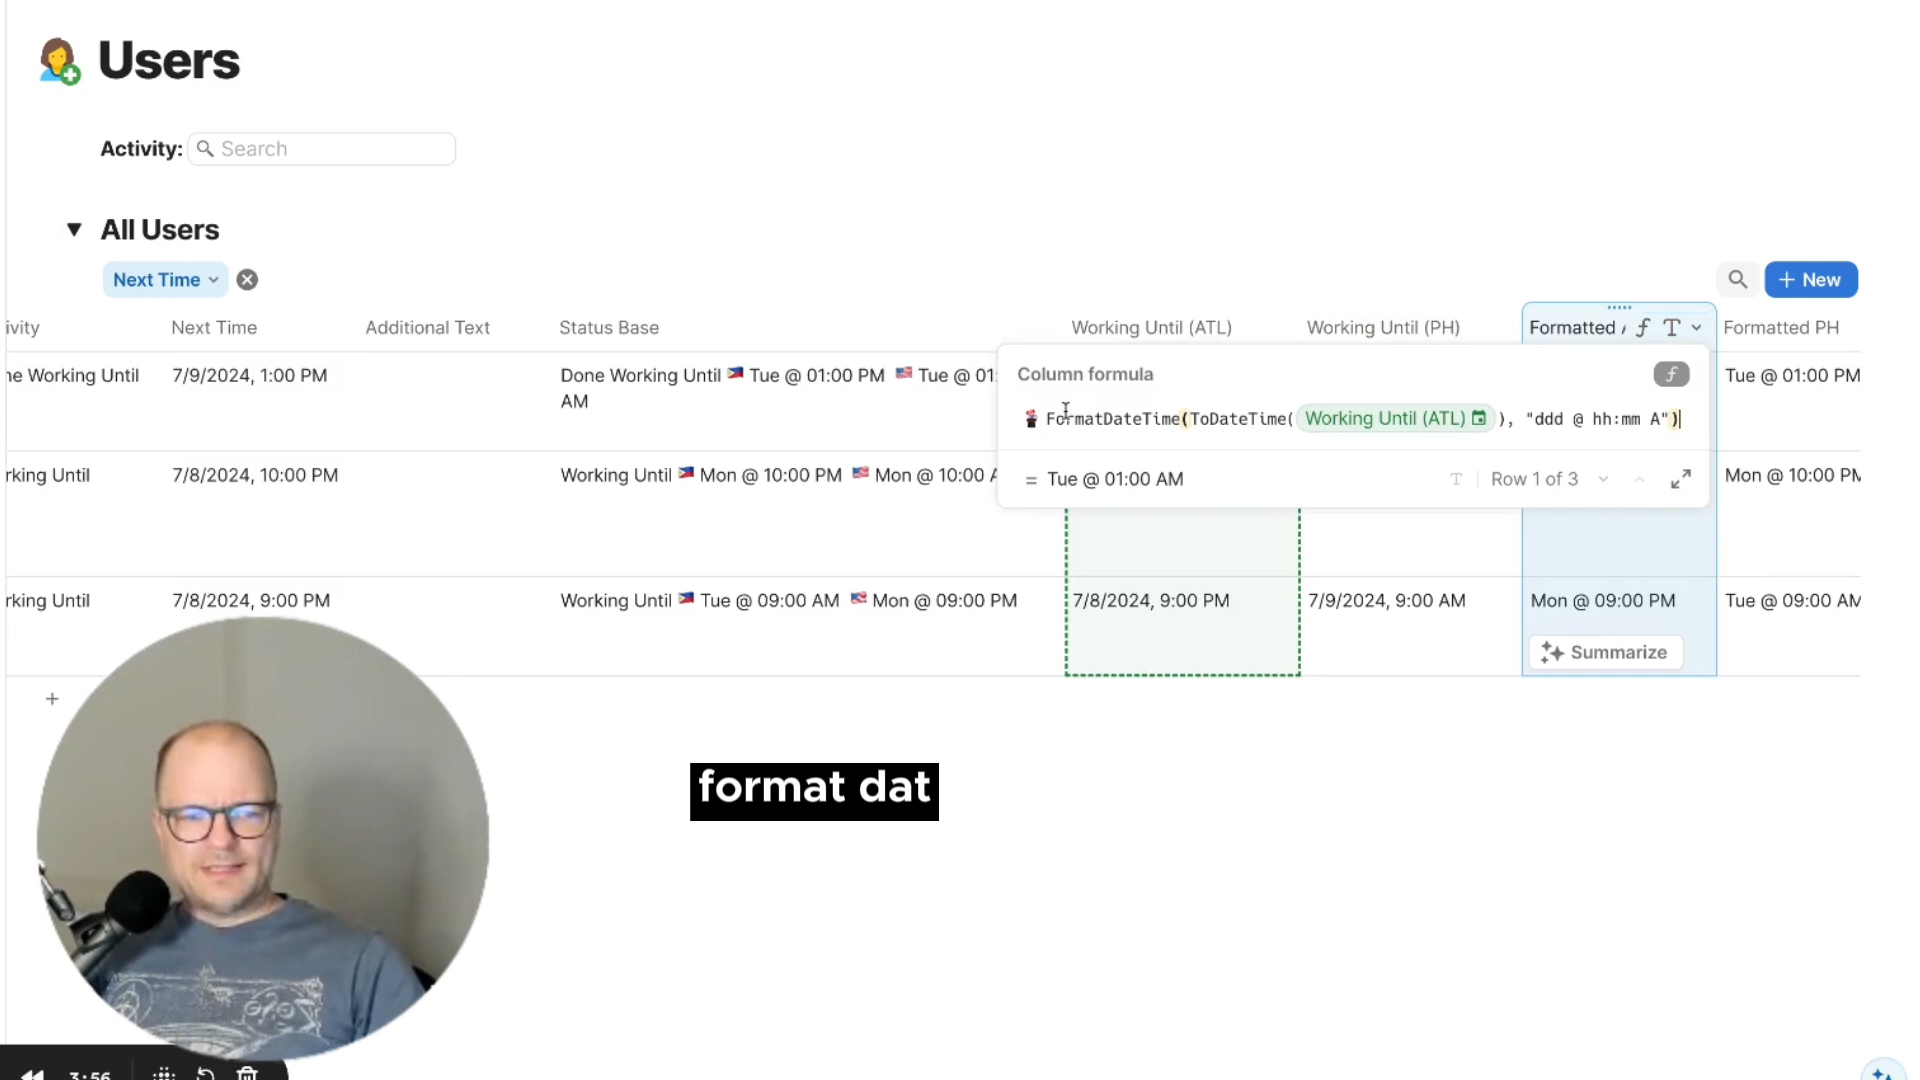 Users
Activity: Search
All Users
Next Time
New
ivity Next Time Additional Text Status Base Working Until (ATL) Working Until (PH) Formatted Formatted PH
ne Working Until 7/9/2024, 1:00 PM Done Working Until Tue @ 01:00 PM Tue @ 01: Tue @ 01:00 PM
AM
Column formula
FormatDateTime(ToDateTime( Working Until (ATL) ), "ddd @ hh:mm A")
= Tue @ 01:00 AM Row 1 of 3
rking Until 7/8/2024, 10:00 PM Working Until Mon @ 10:00 PM Mon @ 10:00 A Mon @ 10:00 PM
rking Until 7/8/2024, 9:00 PM Working Until Tue @ 09:00 AM Mon @ 09:00 PM 7/8/2024, 9:00 PM 7/9/2024, 9:00 AM Mon @ 09:00 PM Tue @ 09:00 AM
Summarize
format dat
3:56